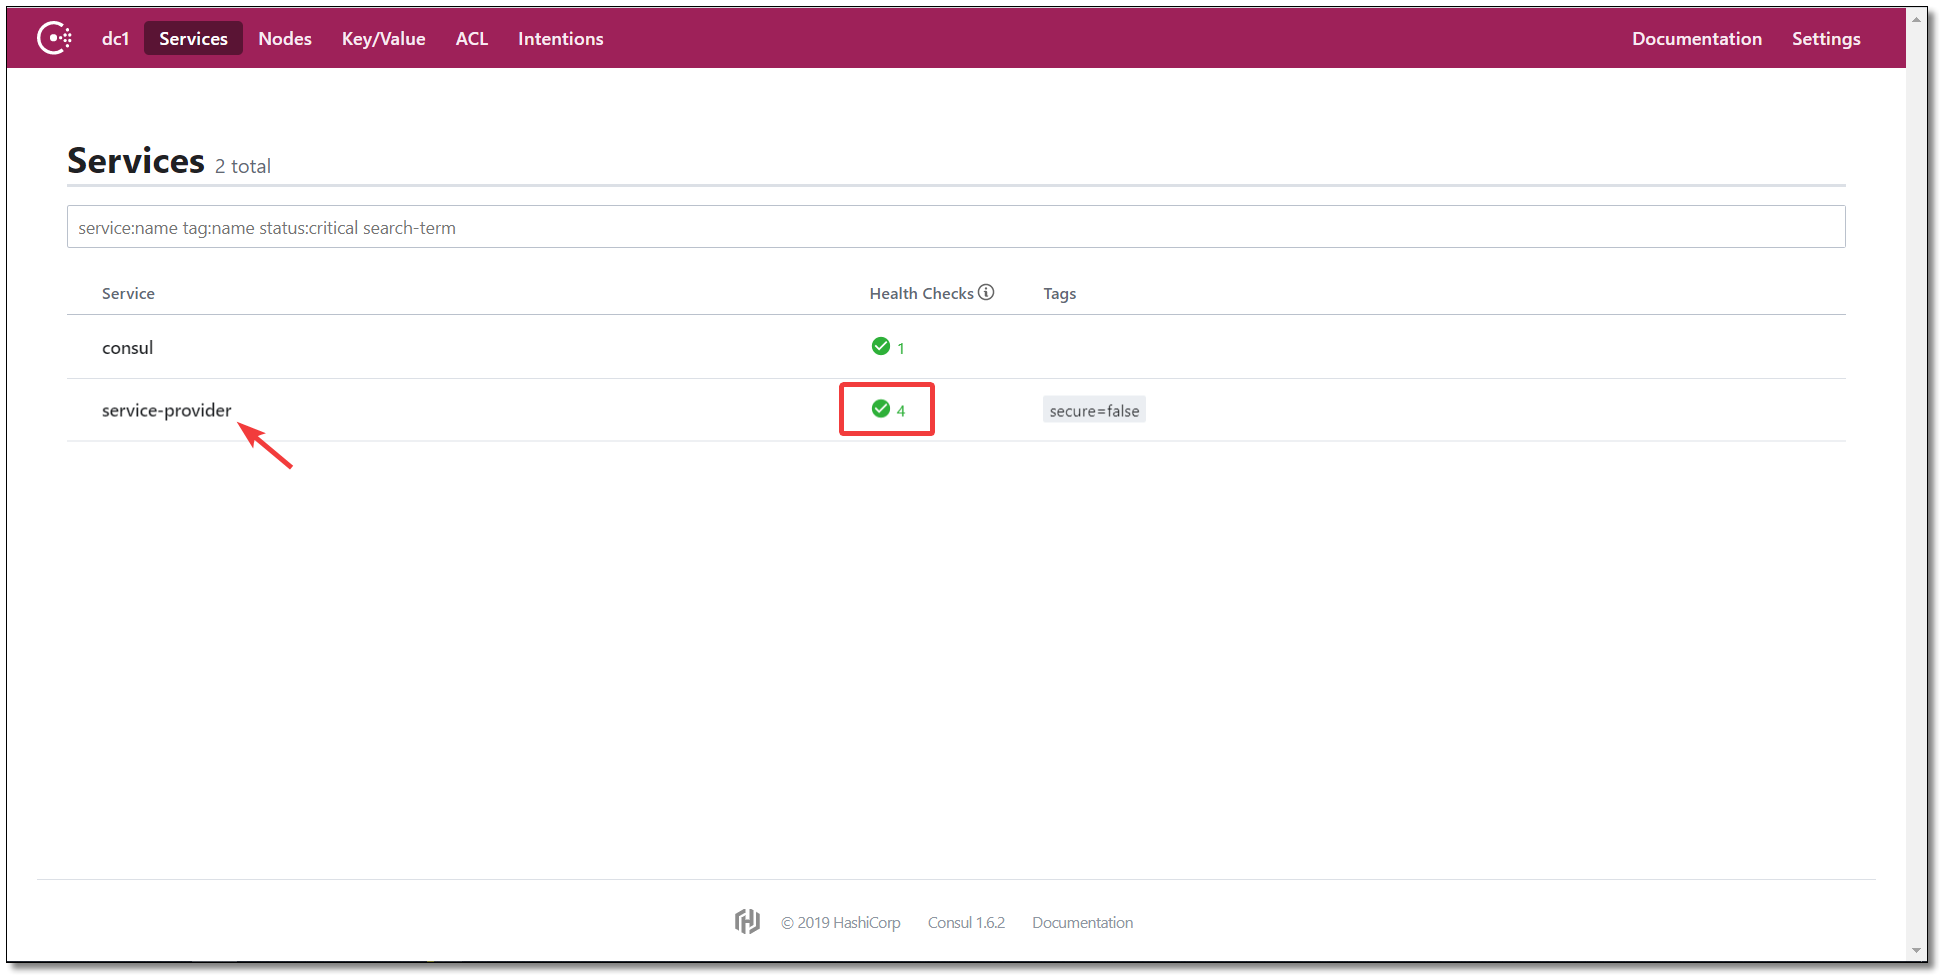 dc1 Services Nodes Key/Value ACL Intentions Documentation Settings
Services 2 total
service:name tag:name status:critical search-term
Service Health Checks Tags
consul 1
service-provider 4 secure=false
© 2019 HashiCorp Consul 1.6.2 Documentation